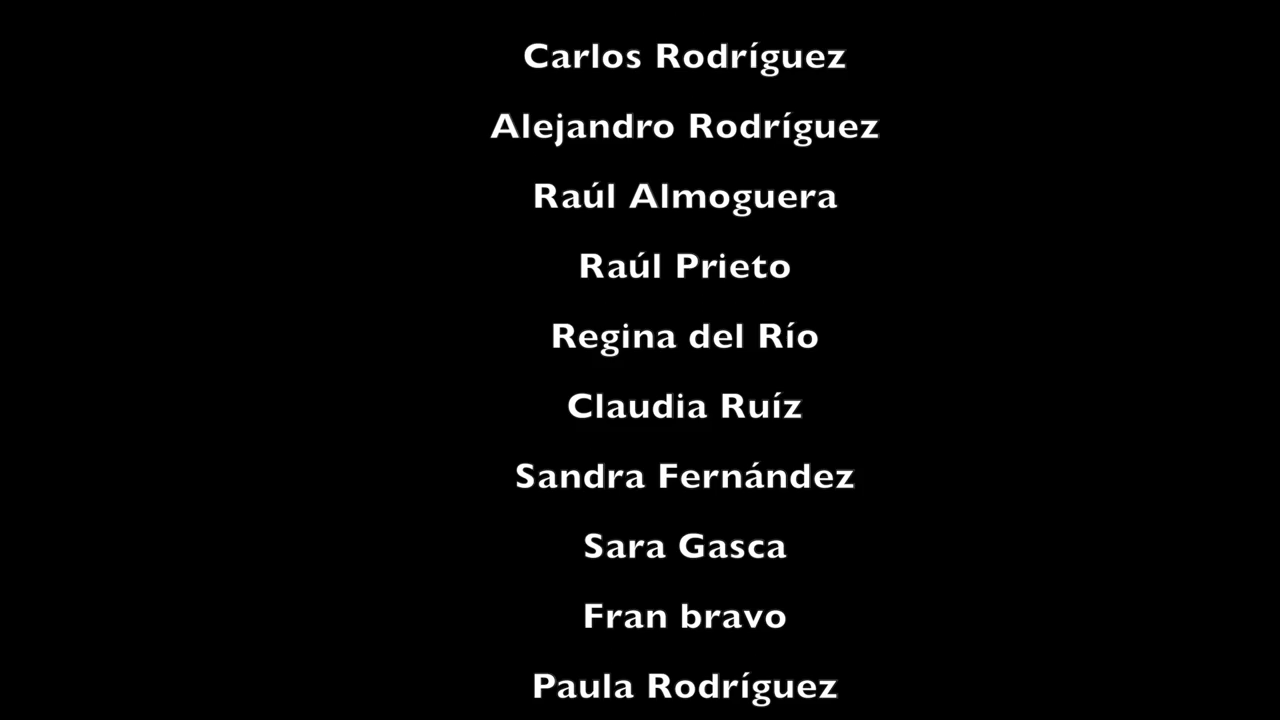 Carlos Rodríguez
Alejandro Rodríguez
Raúl Almoguera
Raúl Prieto
Regina del Río
Claudia Ruíz
Sandra Fernández
Sara Gasca
Fran bravo
Paula Rodríguez